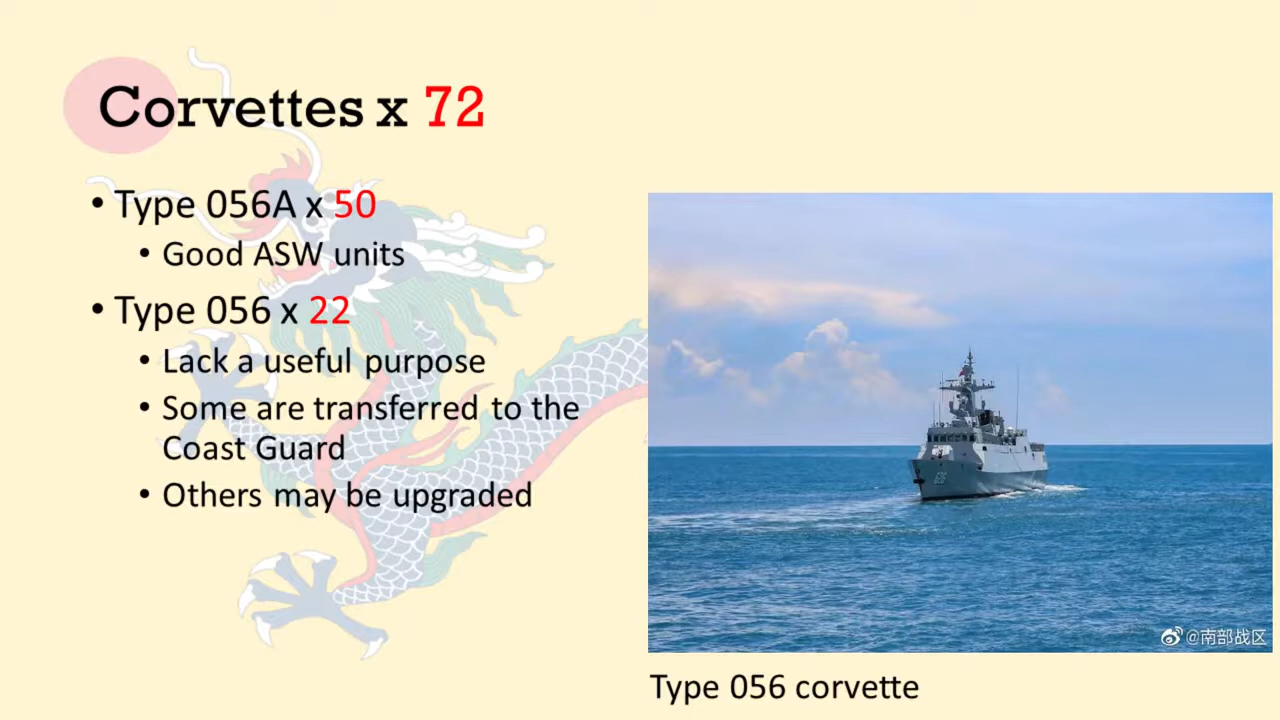 Corvettes x 72
• Type 056A x 50
• Good ASW units
• Type 056 x 22
• Lack a useful purpose
• Some are transferred to the
Coast Guard
• Others may be upgraded
@南部战区
Type 056 corvette